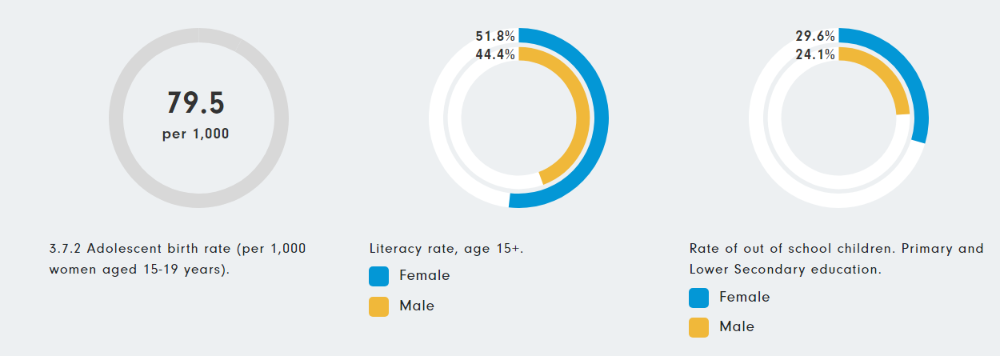 79.5
per 1,000
3.7.2 Adolescent birth rate (per 1,000
women aged 15-19 years).
51.8%
44.4%
Literacy rate, age 15+.
Female
Male
29.6%
24.1%
Rate of out of school children. Primary and
Lower Secondary education.
Female
Male